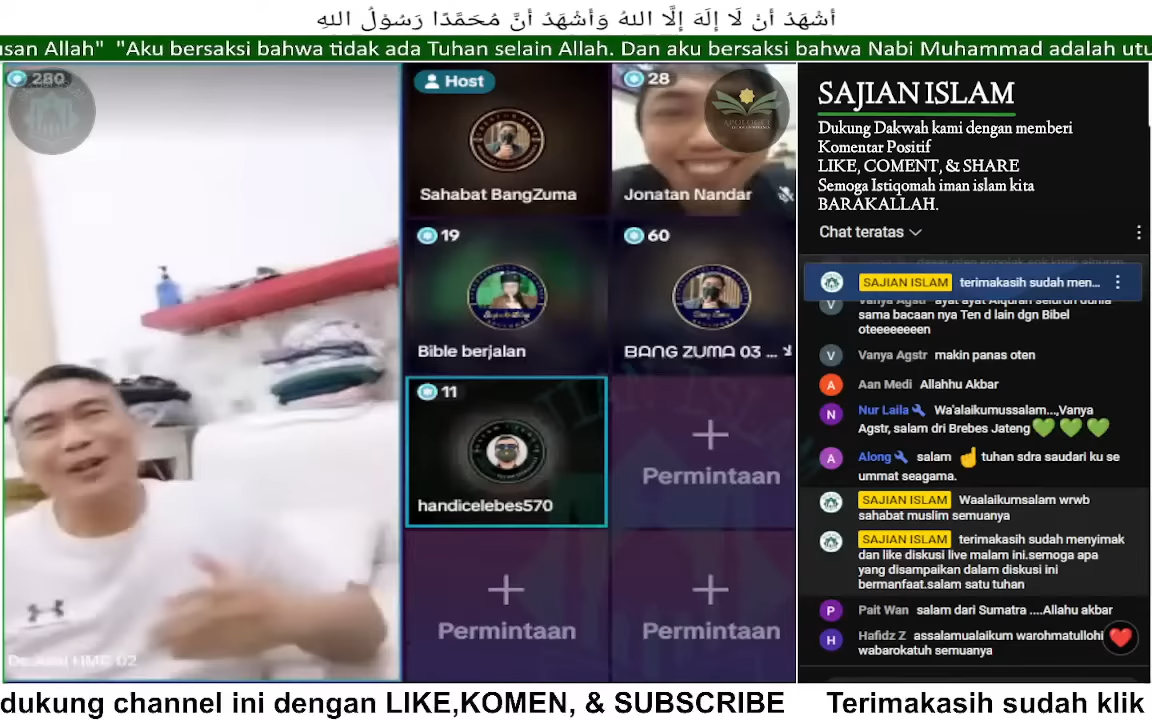 أشْهَدُ أنْ لَا إلَهَ إلَّا اللهُ وَأشْهَدُ أنَّ مُحَمَّدًا رَسُوْلُ اللهِ
usan Allah" "Aku bersaksi bahwa tidak ada Tuhan selain Allah. Dan aku bersaksi bahwa Nabi Muhammad adalah utu
280
Host
Sahabat BangZuma
28
Jonatan Nandar
19
Bible berjalan
60
BANG ZUMA 03 ...
11
handicelebes570
Permintaan
Permintaan
Permintaan
SAJIAN ISLAM
Dukung Dakwah kami dengan memberi
Komentar Positif
LIKE, COMENT, & SHARE
Semoga Istiqomah iman islam kita
BARAKALLAH.
Chat teratas
SAJIAN ISLAM terimakasih sudah men...
Vanya Agstr ayat ayat Alquran seluruh dunia
sama bacaan nya Ten d lain dgn Bibel
oteeeeeeeen
Vanya Agstr makin panas oten
Aan Medi Allahhu Akbar
Nur Laila Wa'alaikumussalam...,Vanya
Agstr, salam dri Brebes Jateng
Along salam ☝ tuhan sdra saudari ku se
ummat seagama.
SAJIAN ISLAM Waalaikumsalam wrwb
sahabat muslim semuanya
SAJIAN ISLAM terimakasih sudah menyimak
dan like diskusi live malam ini.semoga apa
yang disampaikan dalam diskusi ini
bermanfaat.salam satu tuhan
Pait Wan salam dari Sumatra ....Allahu akbar
Hafidz Z assalamualaikum warohmatullohi
wabarokatuh semuanya
dukung channel ini dengan LIKE,KOMEN, & SUBSCRIBE Terimakasih sudah klik